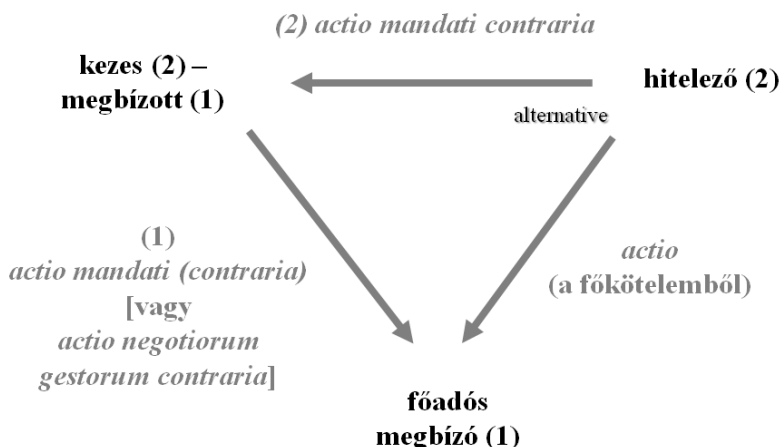 (2) actio mandati contraria
kezes (2) –
megbízott (1)
hitelező (2)
alternative
(1)
actio mandati (contraria)
[vagy
actio negotiorum
gestorum contraria]
actio
(a főkötelemből)
főadós
megbízó (1)